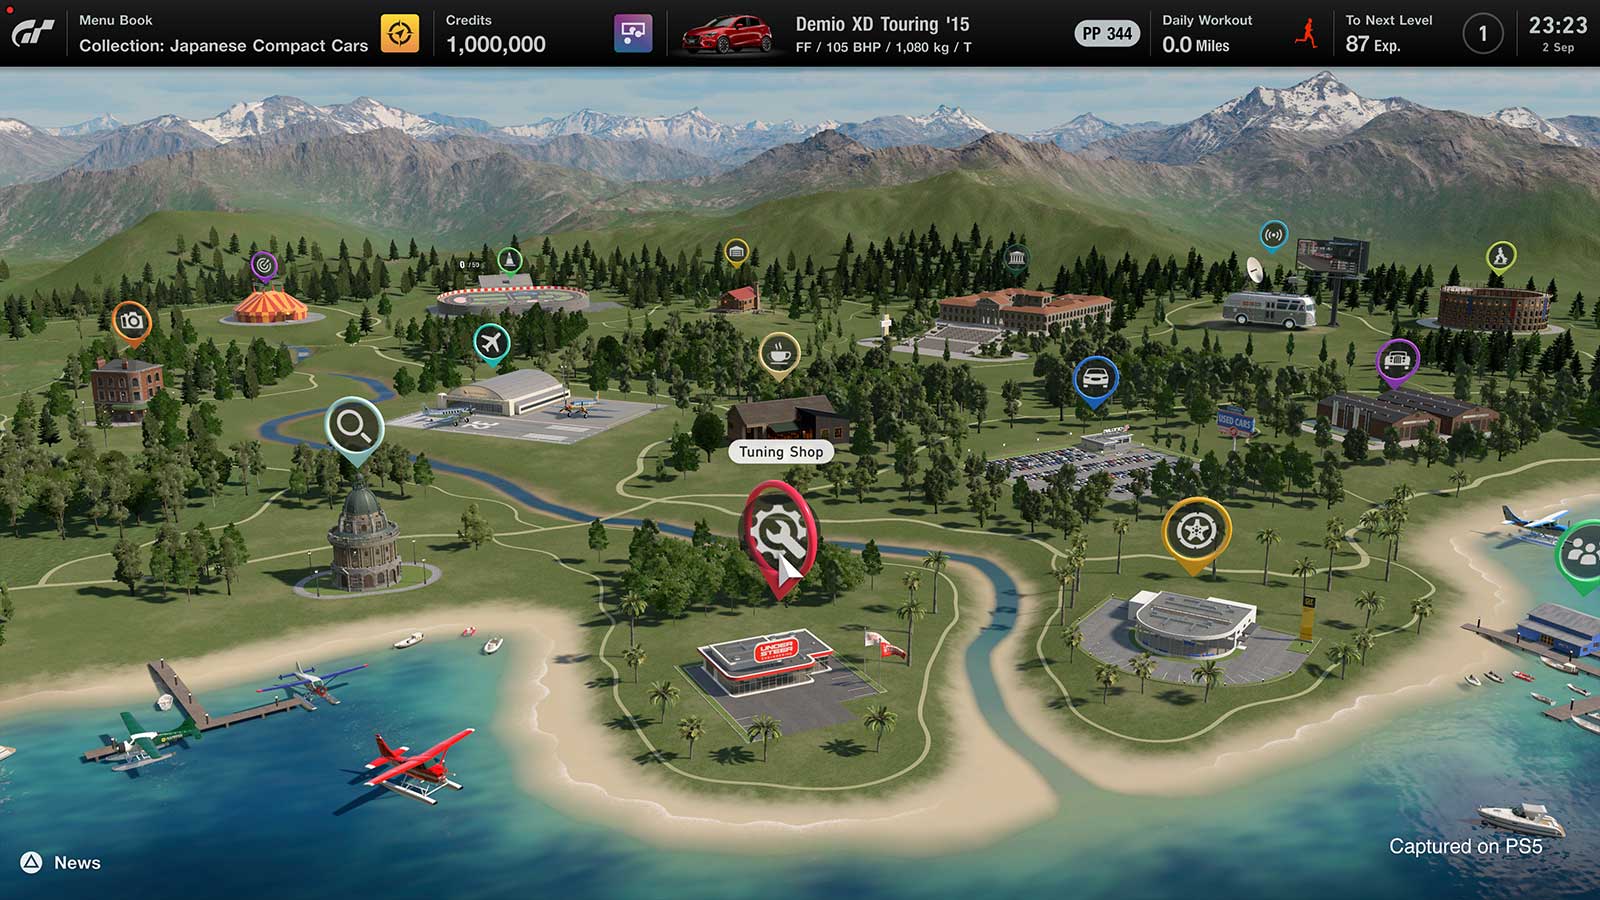 Menu Book
Collection: Japanese Compact Cars
Credits
1,000,000
Demio XD Touring '15
FF / 105 BHP / 1,080 kg / T
PP 344
Daily Workout
0.0 Miles
To Next Level
87 Exp.
1
23:23
2 Sep
USED CARS
Tuning Shop
UNDER
STEER
News
Captured on PS5